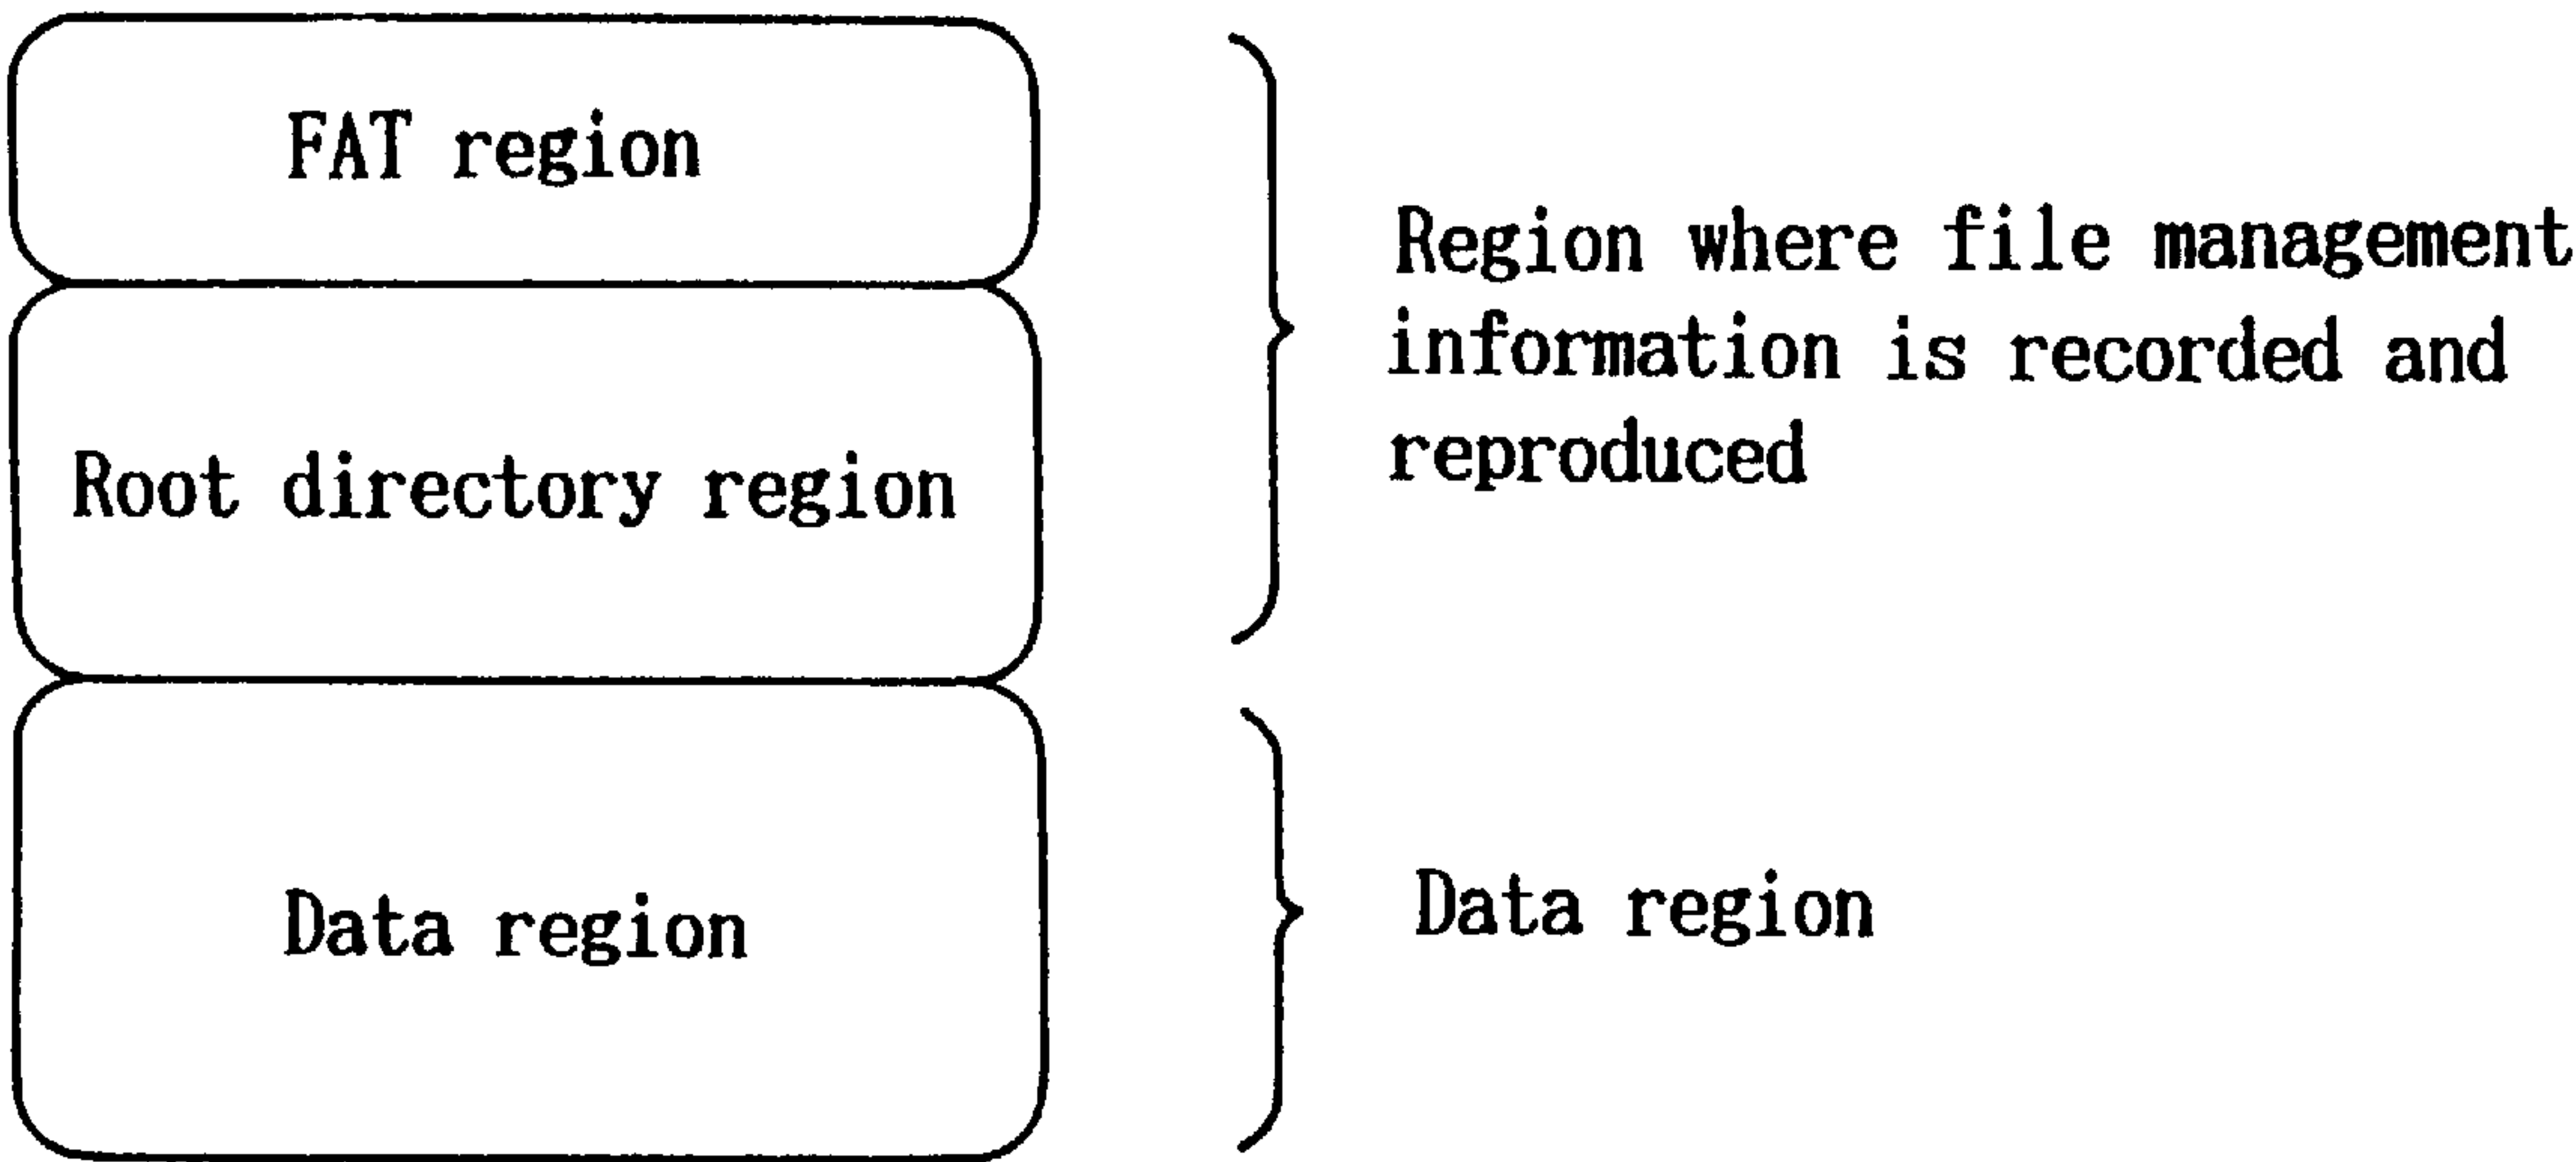 FAT region
Root directory region
Data region
Region where file management
information is recorded and
reproduced
Data region